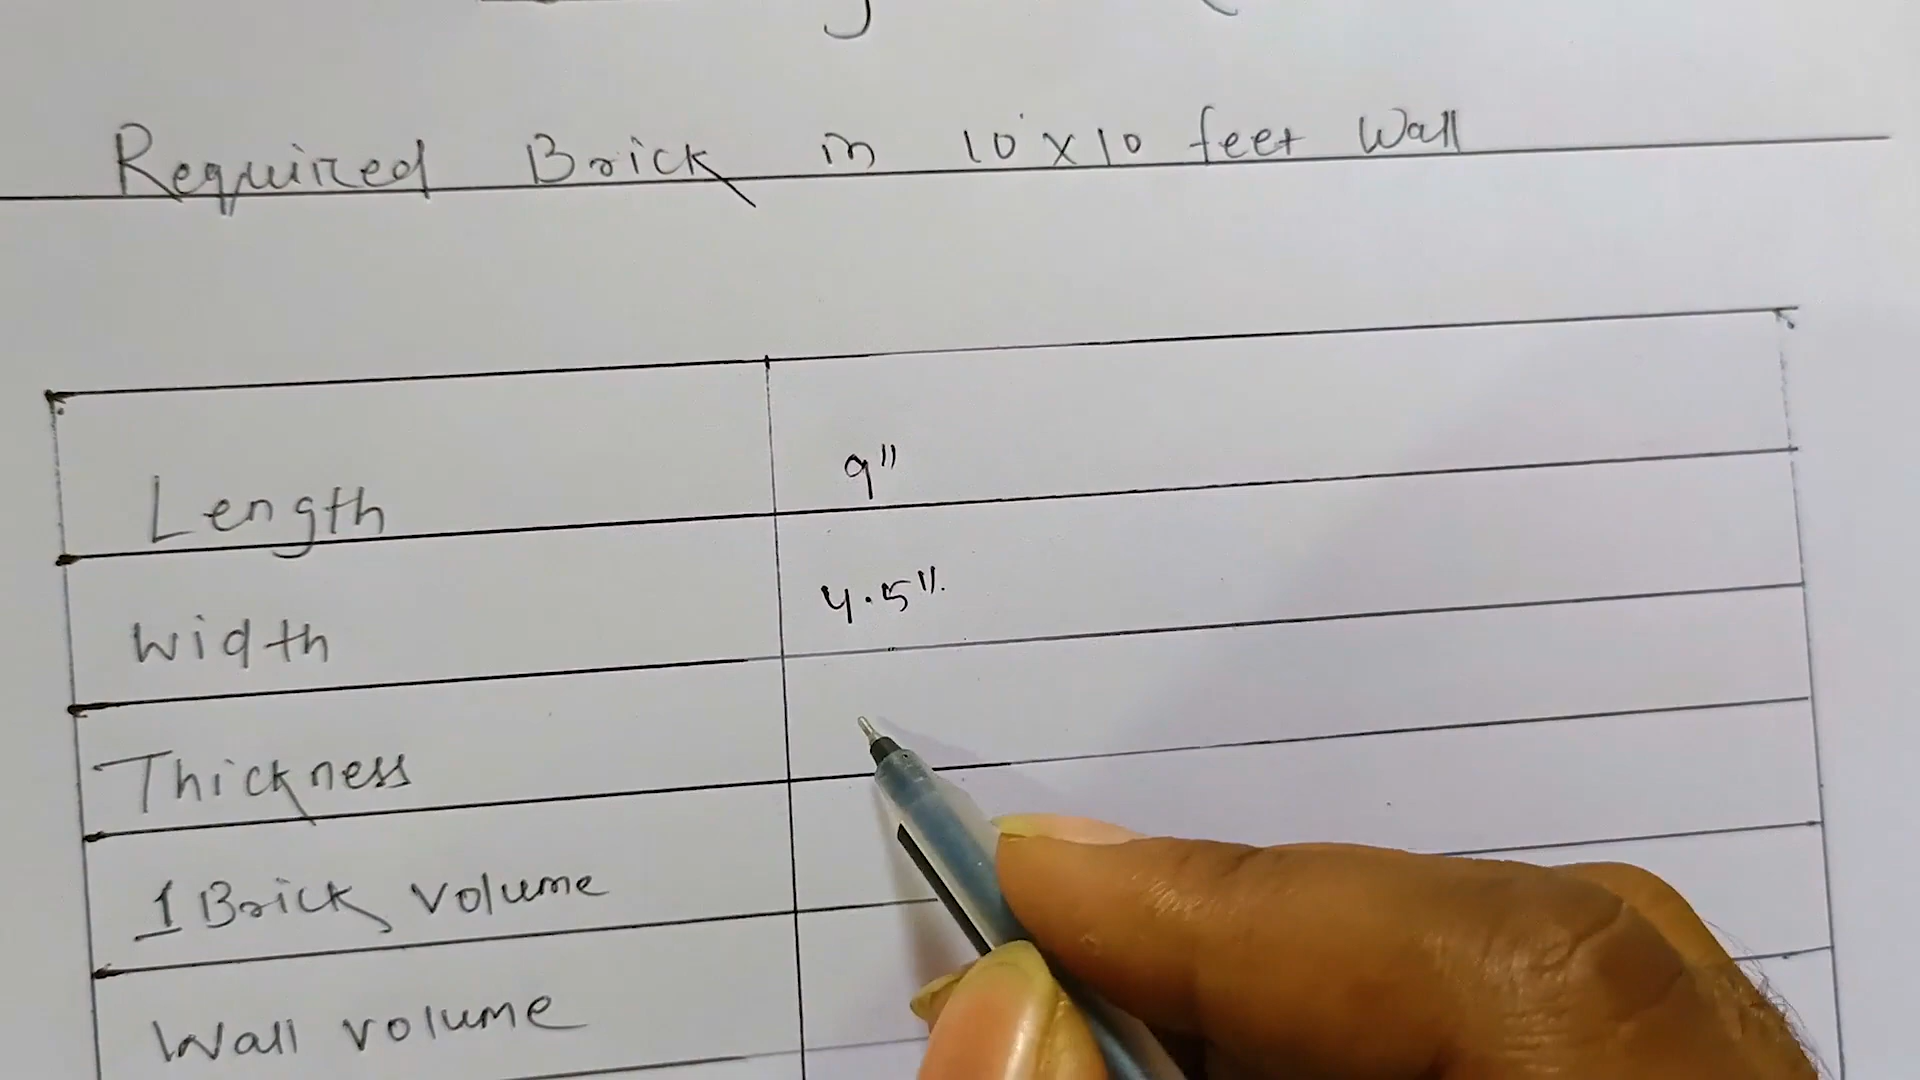 Required Brick in 10'x10 feet Wall
Length 9"
Width 4.5".
Thickness
1 Brick volume
Wall volume